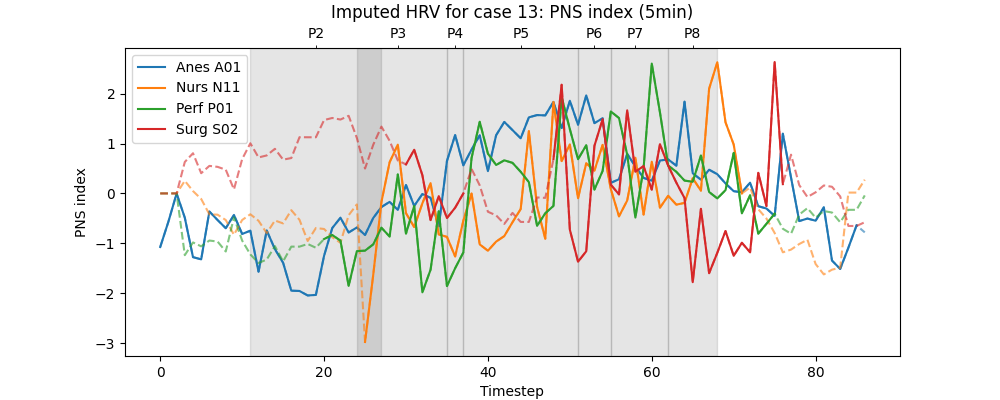 Imputed HRV for case 13: PNS index (5min)
P2 P3 P4 P5 P6 P7 P8
Anes A01
Nurs N11
Perf P01
Surg S02
PNS index
2
1
0
−1
−2
−3
0 20 40 60 80
Timestep